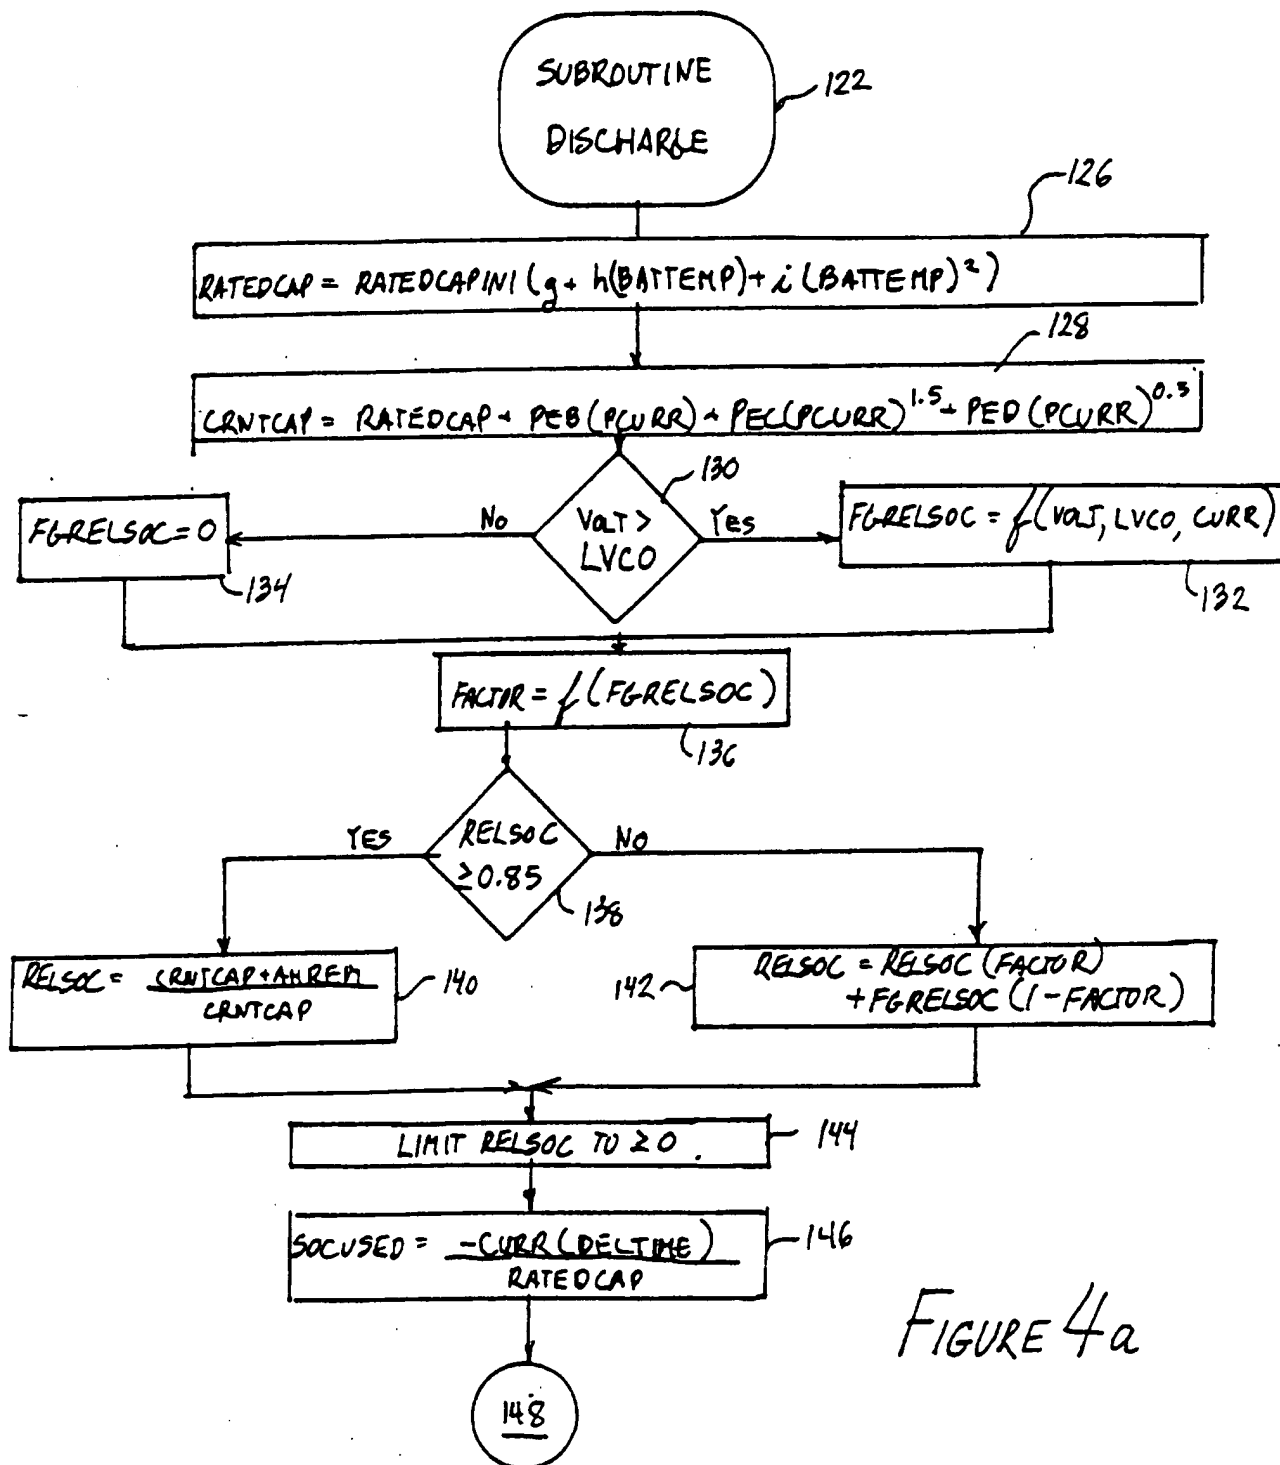 SUBROUTINE
DISCHARGE
122
126
RATEDCAP = RATEDCAPINI (g + h(BATTEMP) + i (BATTEMP)²)
128
CRNTCAP = RATEDCAP + PEB (PCURR) + PEC(PCURR)^1.5 + PED (PCURR)^0.5
130
FGRELSOC = 0
No
VOLT >
LVCO
Yes
FGRELSOC = f(VOLT, LVCO, CURR)
134
132
FACTOR = f (FGRELSOC)
136
YES
RELSOC
≥0.85
NO
138
RELSOC = CRNTCAP+AHREM
CRNTCAP
140
142
RELSOC = RELSOC (FACTOR)
+ FGRELSOC (1 - FACTOR)
LIMIT RELSOC TO ≥ 0
144
SOCUSED = -CURR (DELTIME)
RATEDCAP
146
FIGURE 4a
148